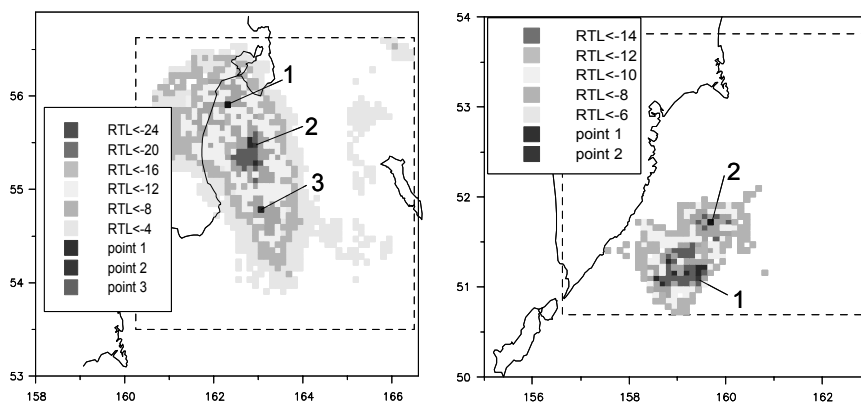 56
55
54
53
158
160
162
164
166
RTL<-24
RTL<-20
RTL<-16
RTL<-12
RTL<-8
RTL<-4
point 1
point 2
point 3
1
2
3
54
53
52
51
50
156
158
160
162
RTL<-14
RTL<-12
RTL<-10
RTL<-8
RTL<-6
point 1
point 2
2
1